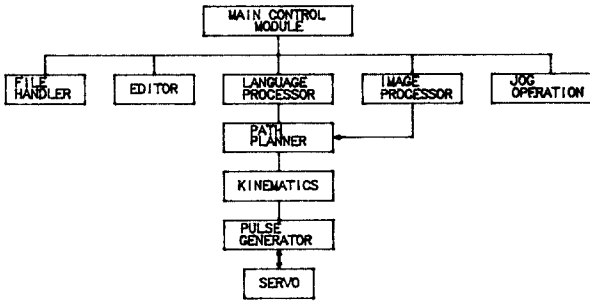 MAIN CONTROL
MODULE
FILE
HANDLER
EDITOR
LANGUAGE
PROCESSOR
IMAGE
PROCESSOR
JOG
OPERATION
PATH
PLANNER
KINEMATICS
PULSE
GENERATOR
SERVO